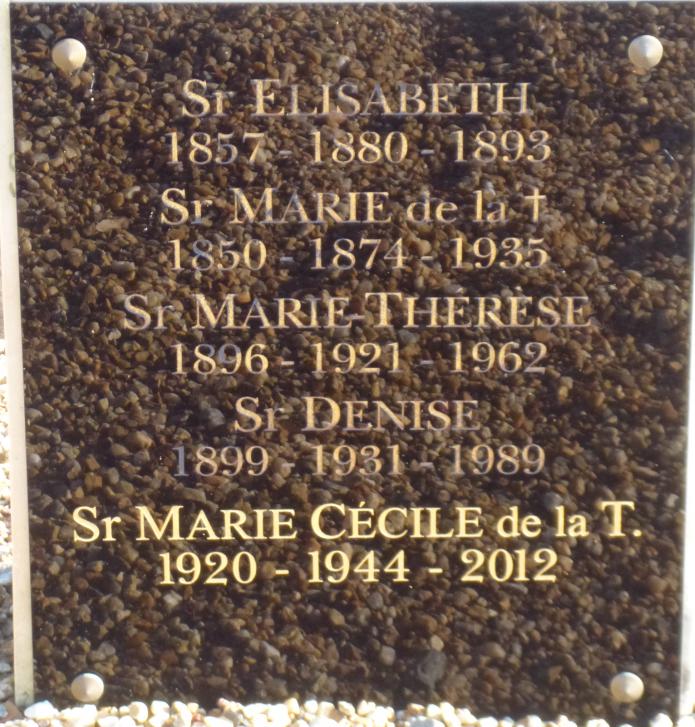 Sr ELISABETH
1857 - 1880 - 1893
Sr MARIE de la †
1850 - 1874 - 1935
Sr MARIE-THERESE
1896 - 1921 - 1962
Sr DENISE
1899 - 1931 - 1989
Sr MARIE CÉCILE de la T.
1920 - 1944 - 2012